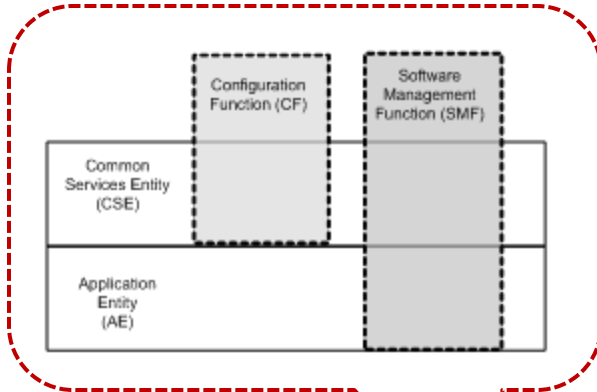 Configuration
Function (CF)
Software
Management
Function (SMF)
Common
Services Entity
(CSE)
Application
Entity
(AE)